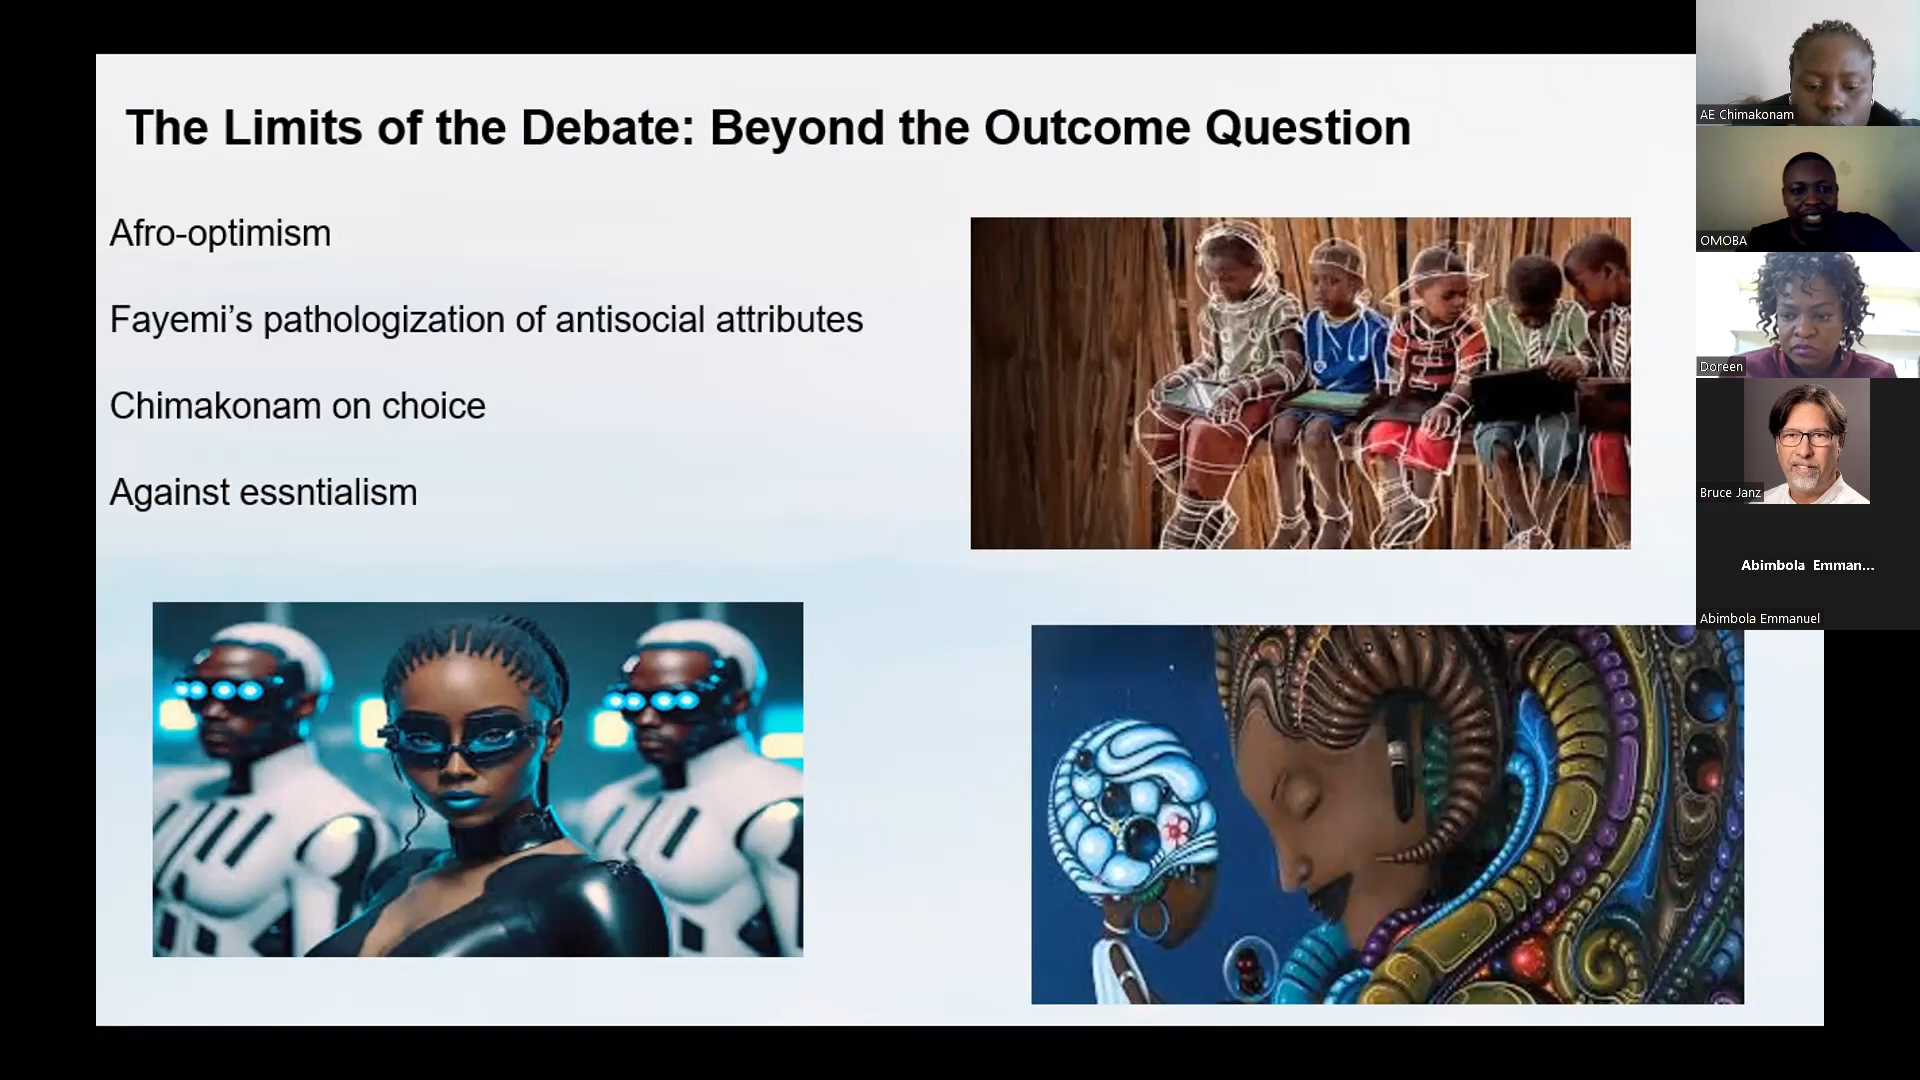 The Limits of the Debate: Beyond the Outcome Question
Afro-optimism
Fayemi’s pathologization of antisocial attributes
Chimakonam on choice
Against essntialism
AE Chimakonam
OMOBA
Doreen
Bruce Janz
Abimbola Emman...
Abimbola Emmanuel